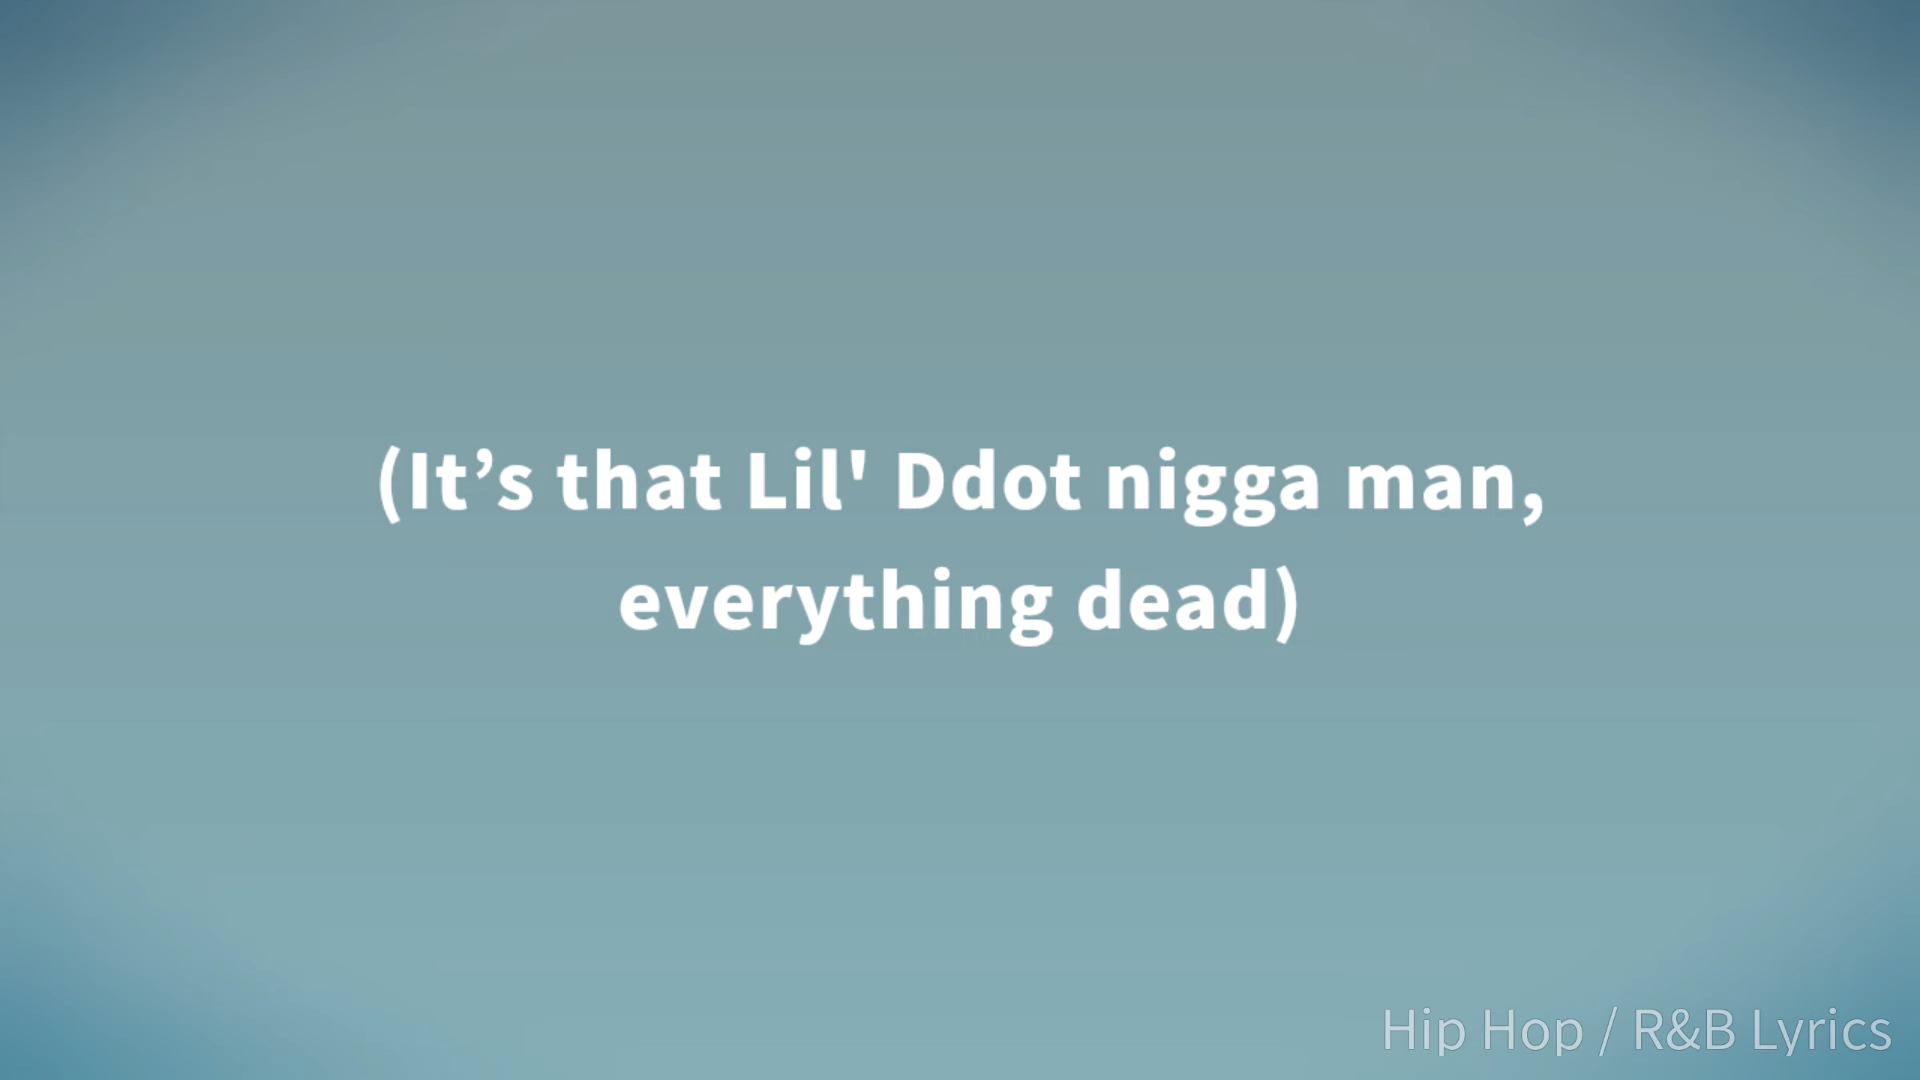 (It’s that Lil' Ddot nigga man,
everything dead)
Hip Hop / R&B Lyrics